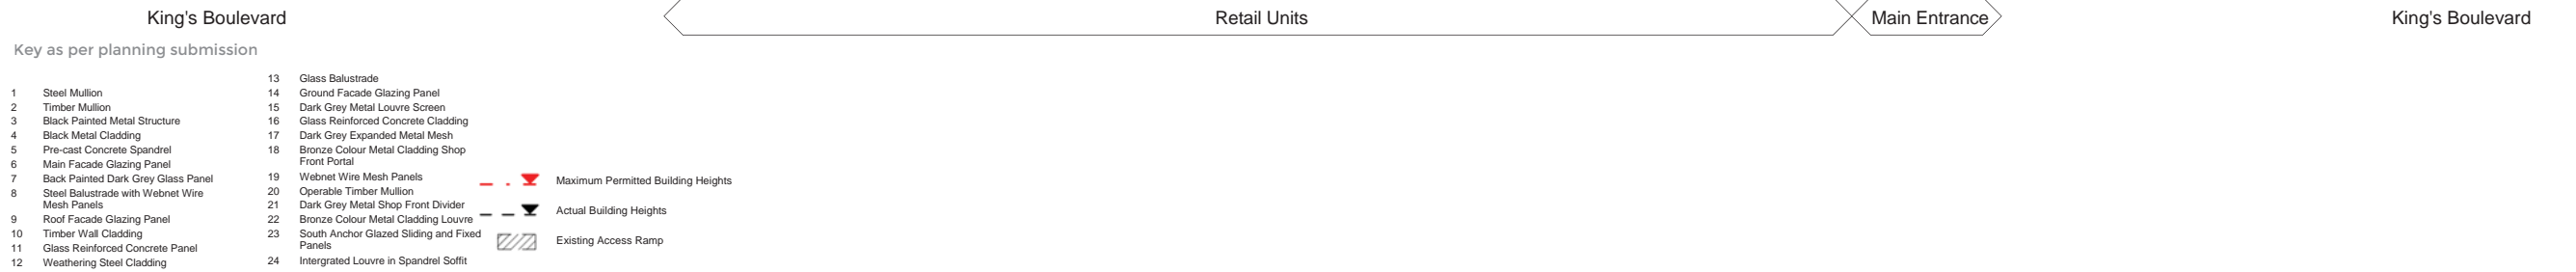 King's Boulevard
Retail Units
Main Entrance
King's Boulevard
Key as per planning submission
1 Steel Mullion
2 Timber Mullion
3 Black Painted Metal Structure
4 Black Metal Cladding
5 Pre-cast Concrete Spandrel
6 Main Facade Glazing Panel
7 Back Painted Dark Grey Glass Panel
8 Steel Balustrade with Webnet Wire
Mesh Panels
9 Roof Facade Glazing Panel
10 Timber Wall Cladding
11 Glass Reinforced Concrete Panel
12 Weathering Steel Cladding
13 Glass Balustrade
14 Ground Facade Glazing Panel
15 Dark Grey Metal Louvre Screen
16 Glass Reinforced Concrete Cladding
17 Dark Grey Expanded Metal Mesh
18 Bronze Colour Metal Cladding Shop
Front Portal
19 Webnet Wire Mesh Panels
20 Operable Timber Mullion
21 Dark Grey Metal Shop Front Divider
22 Bronze Colour Metal Cladding Louvre
23 South Anchor Glazed Sliding and Fixed
Panels
24 Intergrated Louvre in Spandrel Soffit
Maximum Permitted Building Heights
Actual Building Heights
Existing Access Ramp